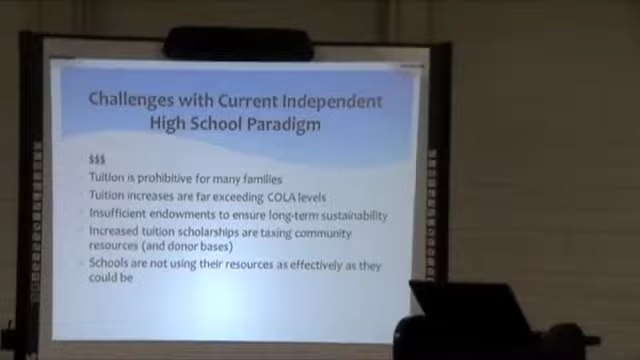 Challenges with Current Independent
High School Paradigm
$$$
Tuition is prohibitive for many families
Tuition increases are far exceeding COLA levels
Insufficient endowments to ensure long-term sustainability
Increased tuition scholarships are taxing community
resources (and donor bases)
Schools are not using their resources as effectively as they
could be